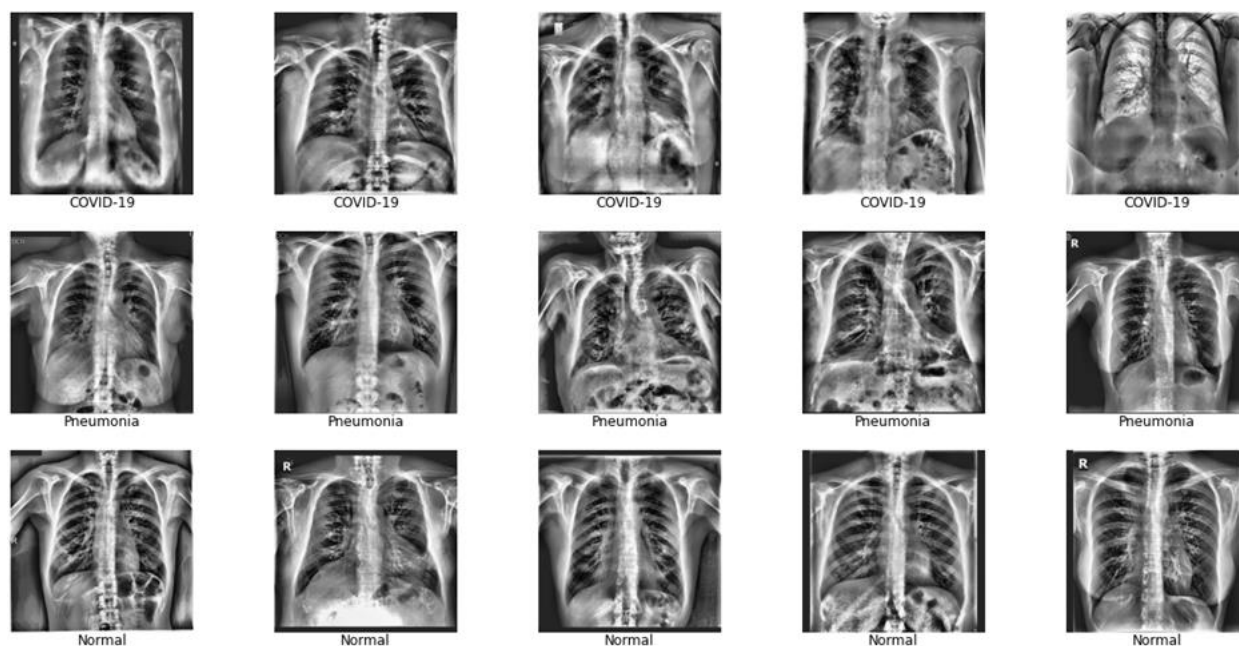 COVID-19 COVID-19 COVID-19 COVID-19 COVID-19
Pneumonia Pneumonia Pneumonia Pneumonia Pneumonia
R
Normal Normal Normal Normal Normal
R
R